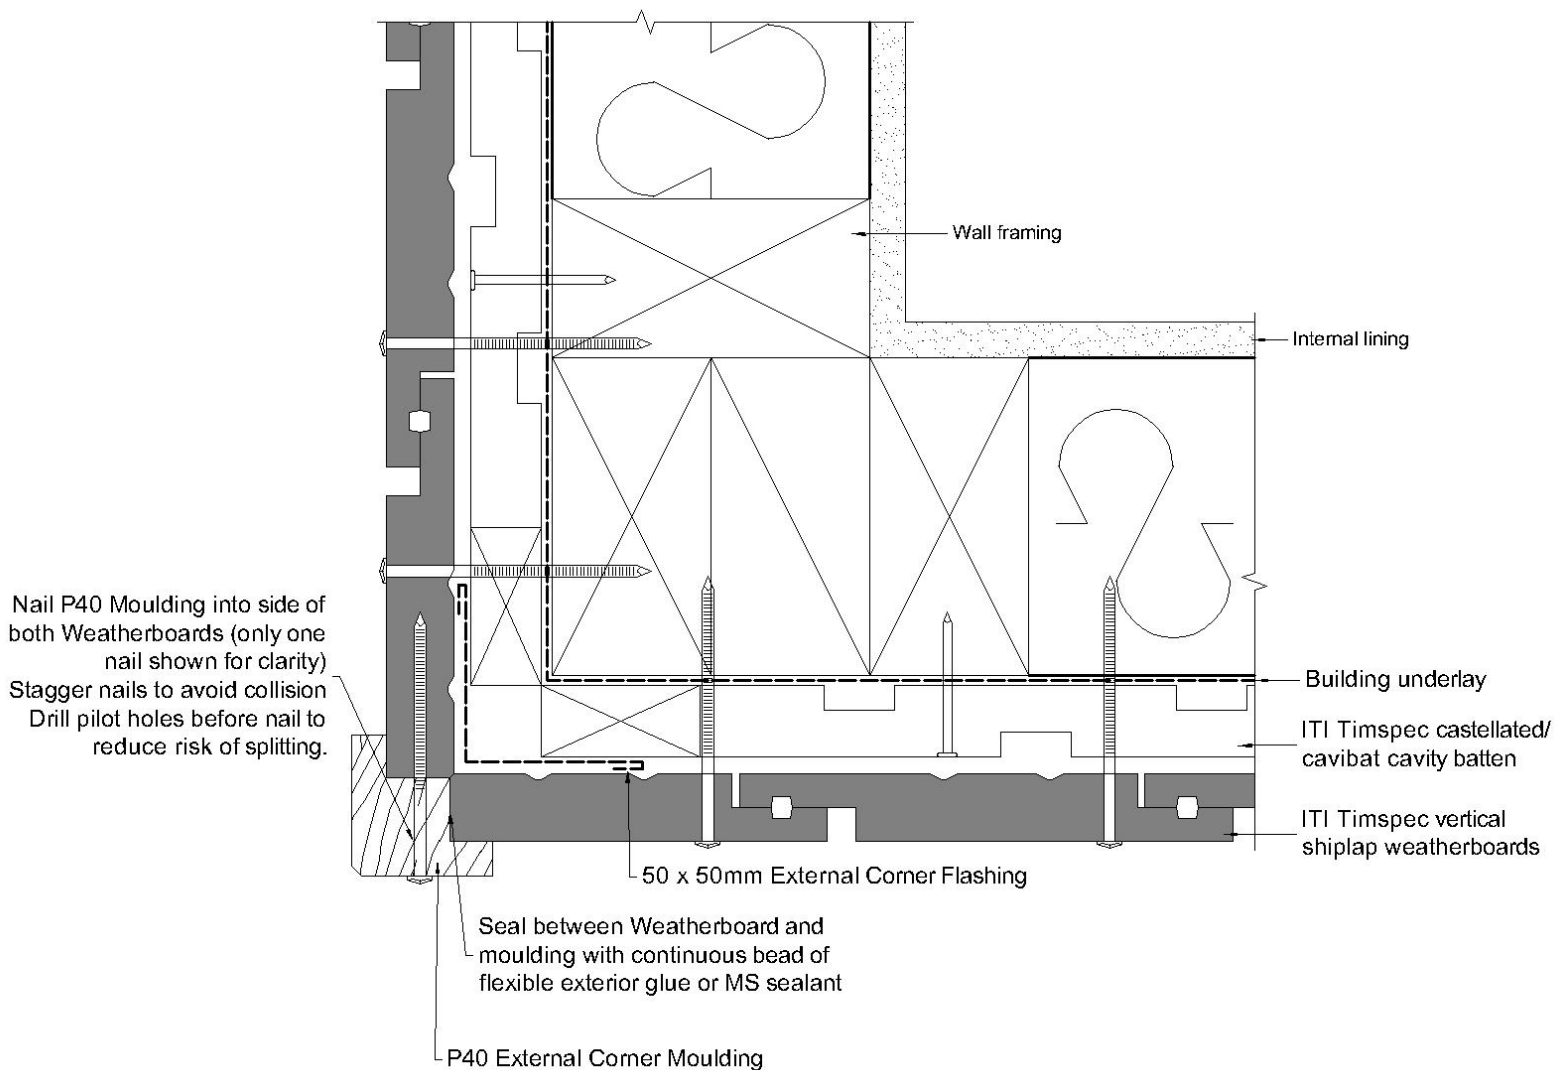 Wall framing
Internal lining
Nail P40 Moulding into side of
both Weatherboards (only one
nail shown for clarity)
Stagger nails to avoid collision
Drill pilot holes before nail to
reduce risk of splitting.
Building underlay
ITI Timspec castellated/
cavibat cavity batten
ITI Timspec vertical
shiplap weatherboards
50 x 50mm External Corner Flashing
Seal between Weatherboard and
moulding with continuous bead of
flexible exterior glue or MS sealant
P40 External Corner Moulding